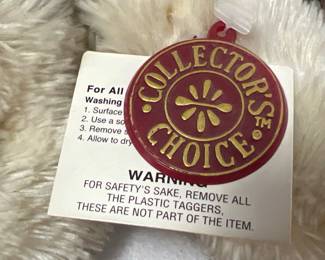 COLLECTOR'S
CHOICE ™
For All
Washing
1. Surface
2. Use a so
3. Remove s
4. Allow to dry
WARNING
FOR SAFETY'S SAKE, REMOVE ALL
THE PLASTIC TAGGERS,
THESE ARE NOT PART OF THE ITEM.